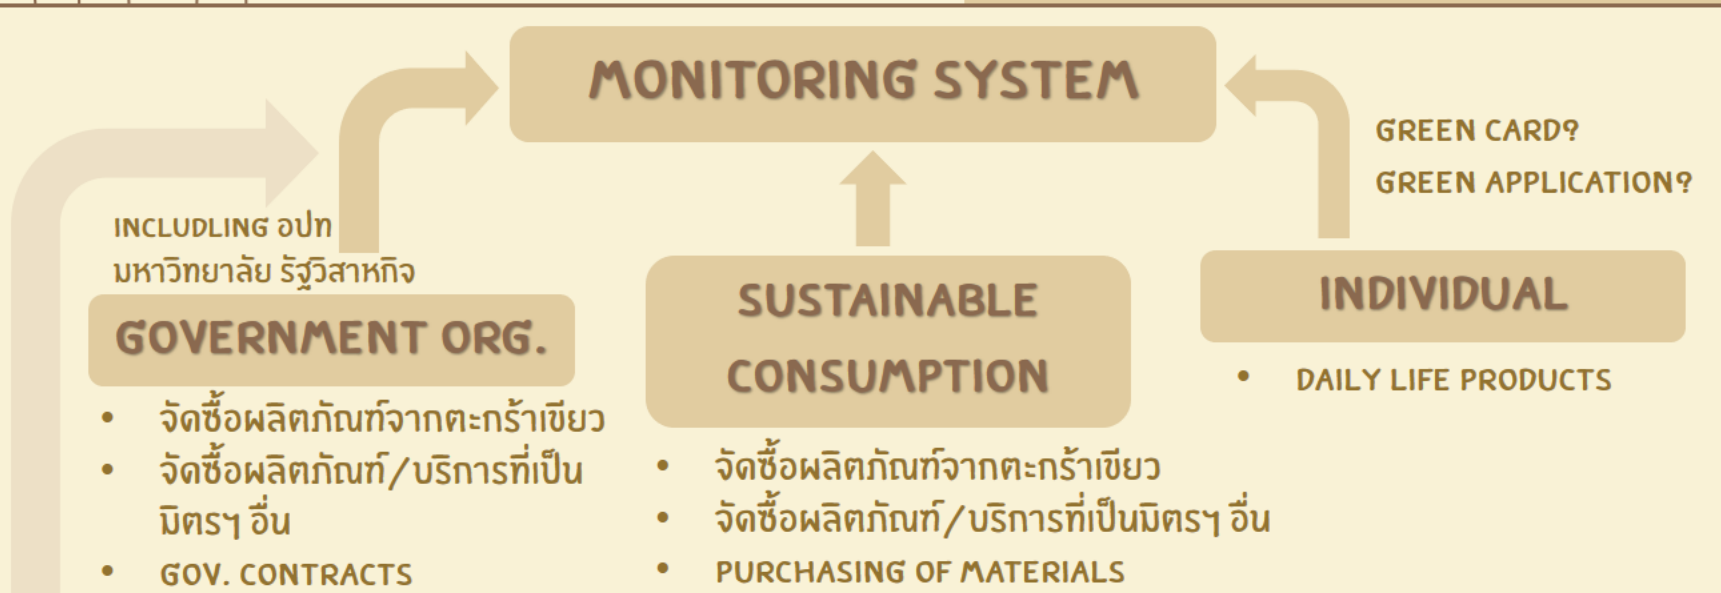 MONITORING SYSTEM
GREEN CARD?
GREEN APPLICATION?
INCLUDLING อปท
มหาวิทยาลัย รัฐวิสาหกิจ
GOVERNMENT ORG.
• จัดซื้อผลิตภัณฑ์จากตะกร้าเขียว
• จัดซื้อผลิตภัณฑ์/บริการที่เป็น
มิตรฯ อื่น
• GOV. CONTRACTS
SUSTAINABLE
CONSUMPTION
• จัดซื้อผลิตภัณฑ์จากตะกร้าเขียว
• จัดซื้อผลิตภัณฑ์/บริการที่เป็นมิตรฯ อื่น
• PURCHASING OF MATERIALS
INDIVIDUAL
• DAILY LIFE PRODUCTS